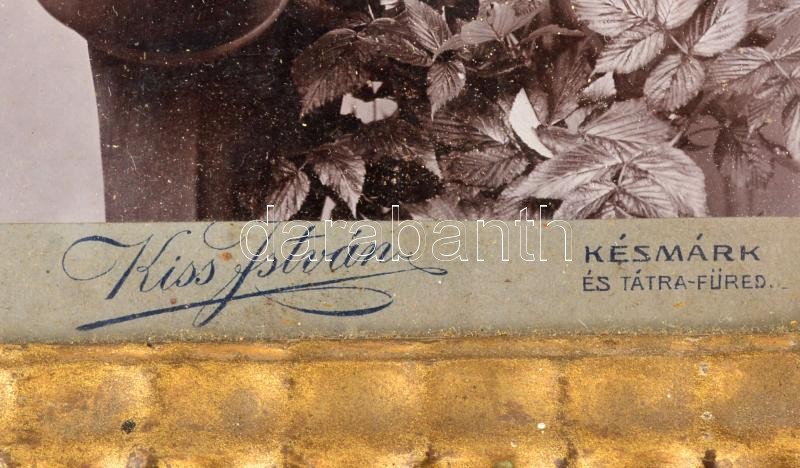 Kiss István
KÉSMÁRK
ÉS TÁTRA-FÜRED.
darabanth